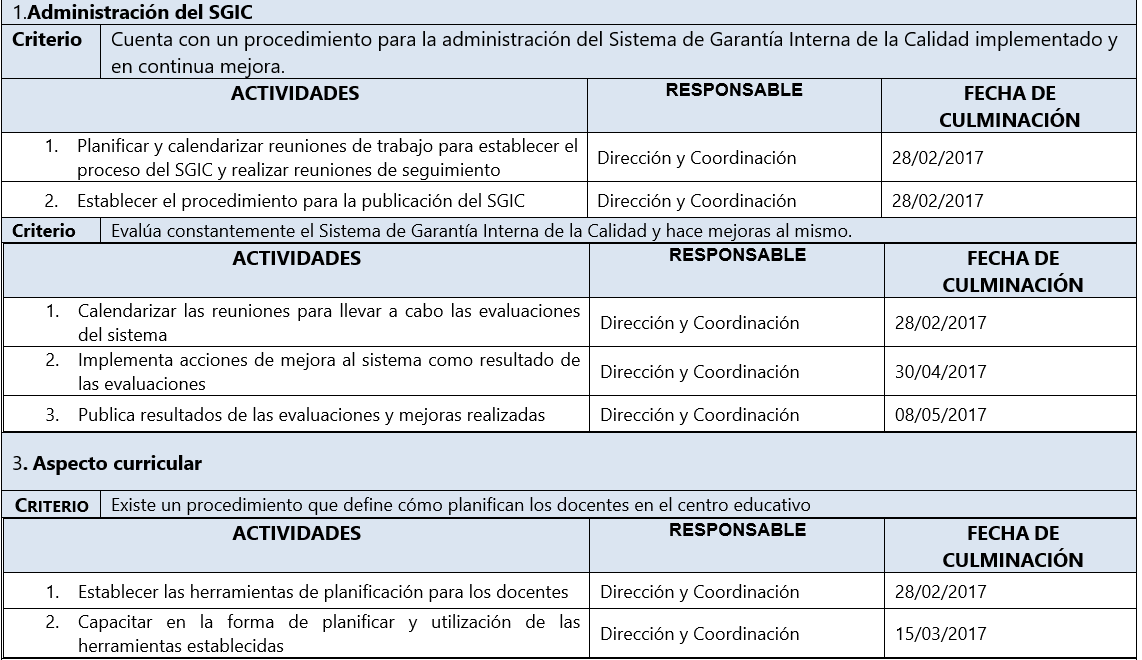 1.Administración del SGIC
Criterio Cuenta con un procedimiento para la administración del Sistema de Garantía Interna de la Calidad implementado y
en continua mejora.
ACTIVIDADES RESPONSABLE FECHA DE
CULMINACIÓN
1. Planificar y calendarizar reuniones de trabajo para establecer el
proceso del SGIC y realizar reuniones de seguimiento Dirección y Coordinación 28/02/2017
2. Establecer el procedimiento para la publicación del SGIC Dirección y Coordinación 28/02/2017
Criterio Evalúa constantemente el Sistema de Garantía Interna de la Calidad y hace mejoras al mismo.
ACTIVIDADES RESPONSABLE FECHA DE
CULMINACIÓN
1. Calendarizar las reuniones para llevar a cabo las evaluaciones
del sistema Dirección y Coordinación 28/02/2017
2. Implementa acciones de mejora al sistema como resultado de
las evaluaciones Dirección y Coordinación 30/04/2017
3. Publica resultados de las evaluaciones y mejoras realizadas Dirección y Coordinación 08/05/2017
3. Aspecto curricular
CRITERIO Existe un procedimiento que define cómo planifican los docentes en el centro educativo
ACTIVIDADES RESPONSABLE FECHA DE
CULMINACIÓN
1. Establecer las herramientas de planificación para los docentes Dirección y Coordinación 28/02/2017
2. Capacitar en la forma de planificar y utilización de las
herramientas establecidas Dirección y Coordinación 15/03/2017